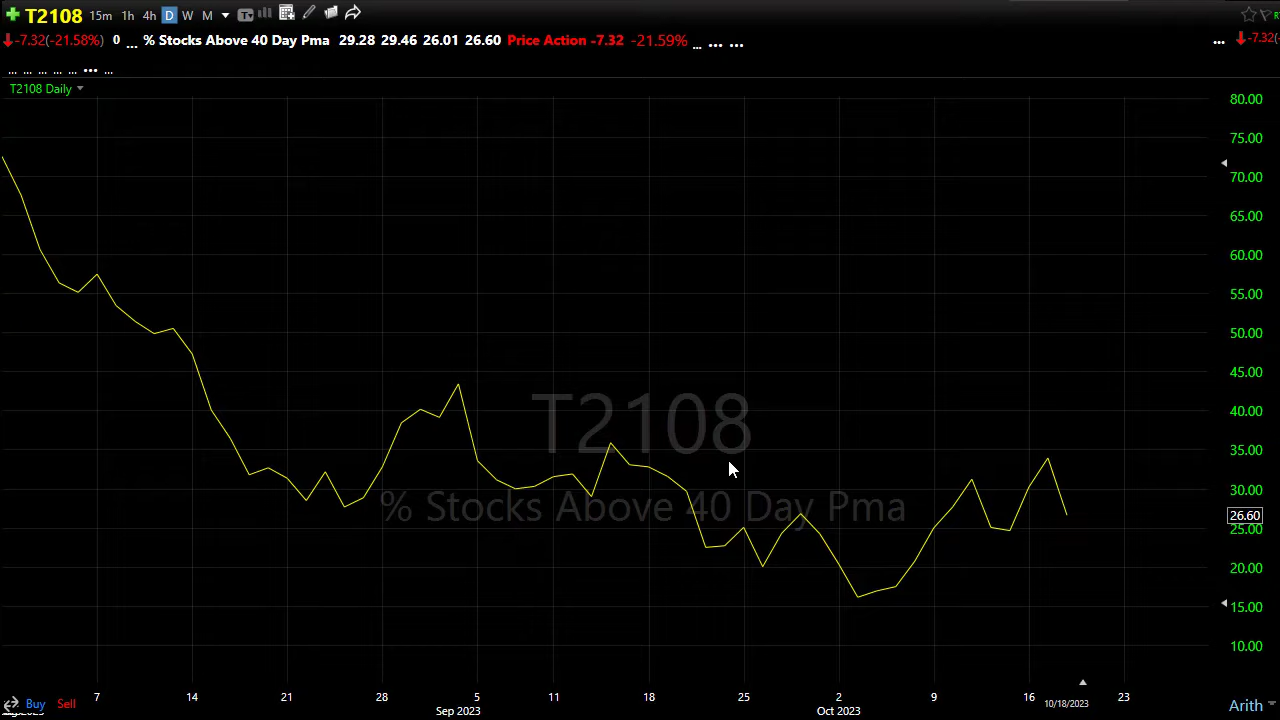 T2108 15m 1h 4h D W M
-7.32(-21.58%) 0 ... % Stocks Above 40 Day Pma 29.28 29.46 26.01 26.60 Price Action -7.32 -21.59% ... ... ... ... -7.32(
... ... ... ... ... ... ...
T2108 Daily
80.00
75.00
70.00
65.00
60.00
55.00
50.00
45.00
40.00
35.00
30.00
26.60
25.00
20.00
15.00
10.00
T2108
% Stocks Above 40 Day Pma
7 14 21 28 5 11 18 25 2 9 16 23
Buy Sell
Sep 2023 Oct 2023 10/18/2023
Arith